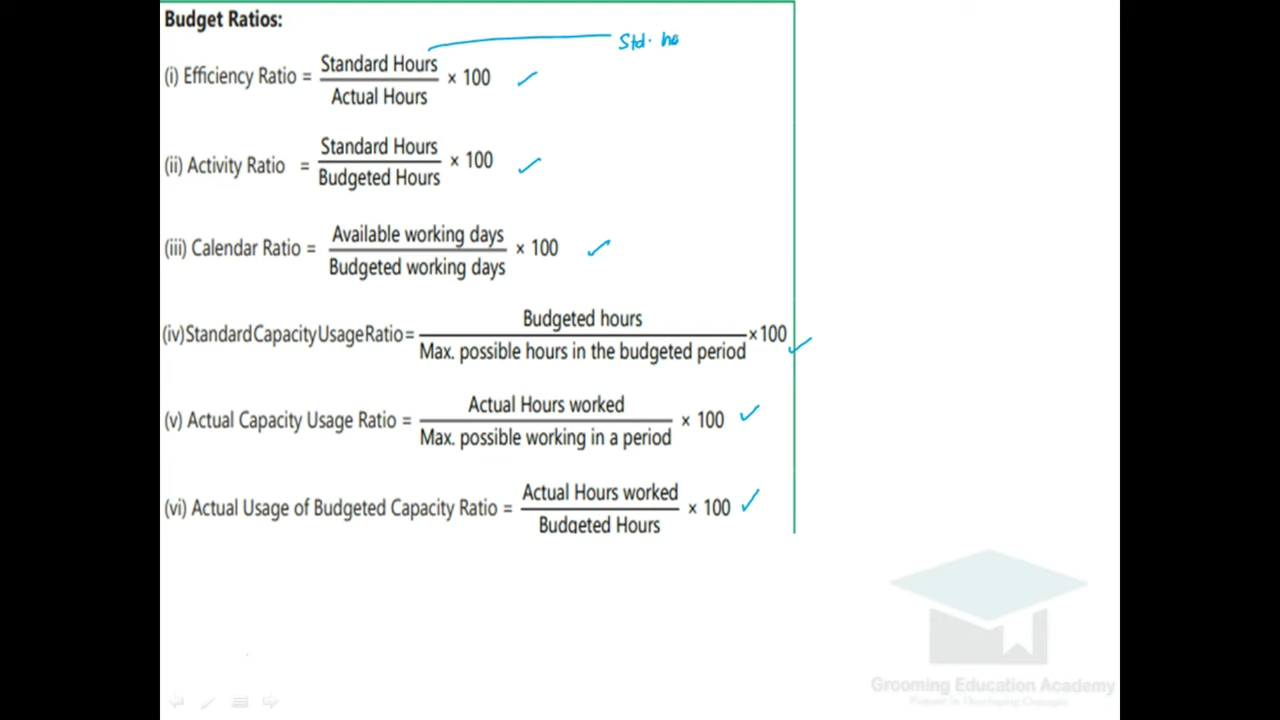 Budget Ratios:
Std. ho
(i) Efficiency Ratio = Standard Hours / Actual Hours × 100
(ii) Activity Ratio = Standard Hours / Budgeted Hours × 100
(iii) Calendar Ratio = Available working days / Budgeted working days × 100
(iv) Standard Capacity Usage Ratio = Budgeted hours / Max. possible hours in the budgeted period × 100
(v) Actual Capacity Usage Ratio = Actual Hours worked / Max. possible working in a period × 100
(vi) Actual Usage of Budgeted Capacity Ratio = Actual Hours worked / Budgeted Hours × 100
Grooming Education Academy